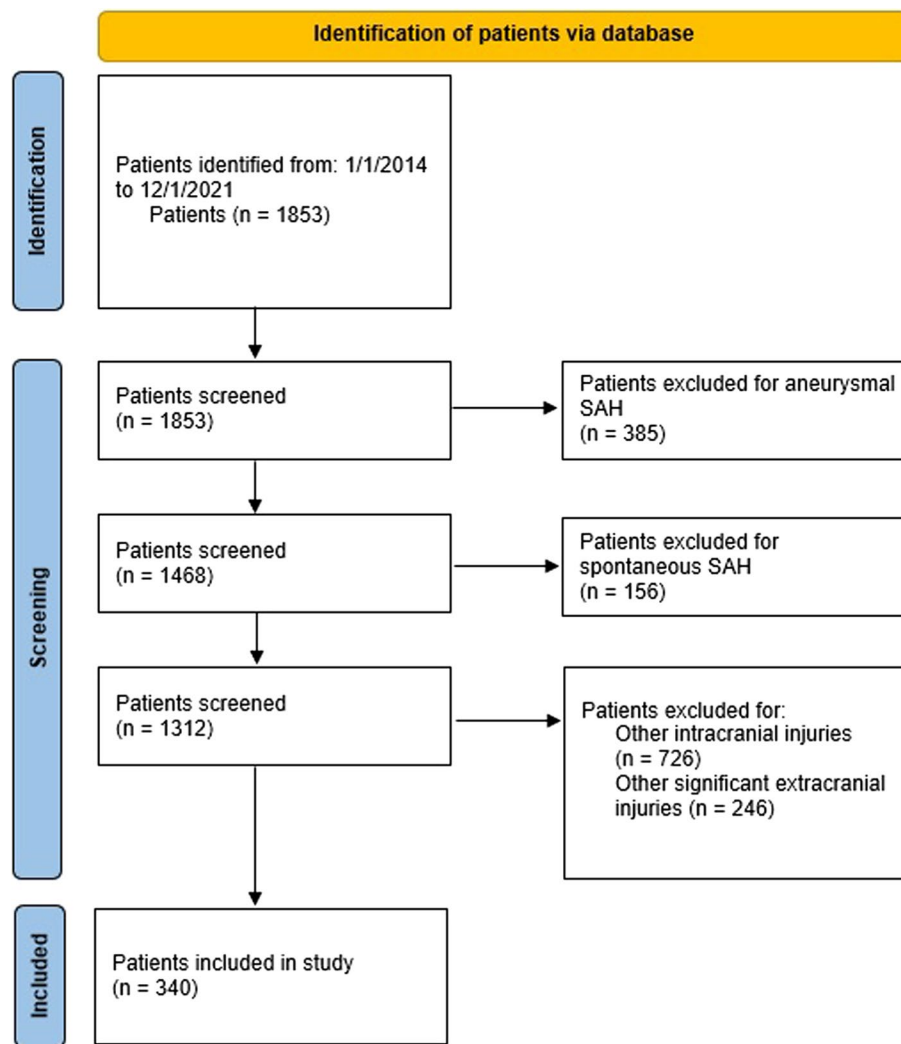 Identification of patients via database
Identification
Patients identified from: 1/1/2014
to 12/1/2021
Patients (n = 1853)
Screening
Patients screened
(n = 1853)
Patients excluded for aneurysmal
SAH
(n = 385)
Patients screened
(n = 1468)
Patients excluded for
spontaneous SAH
(n = 156)
Patients screened
(n = 1312)
Patients excluded for:
Other intracranial injuries
(n = 726)
Other significant extracranial
injuries (n = 246)
Included
Patients included in study
(n = 340)